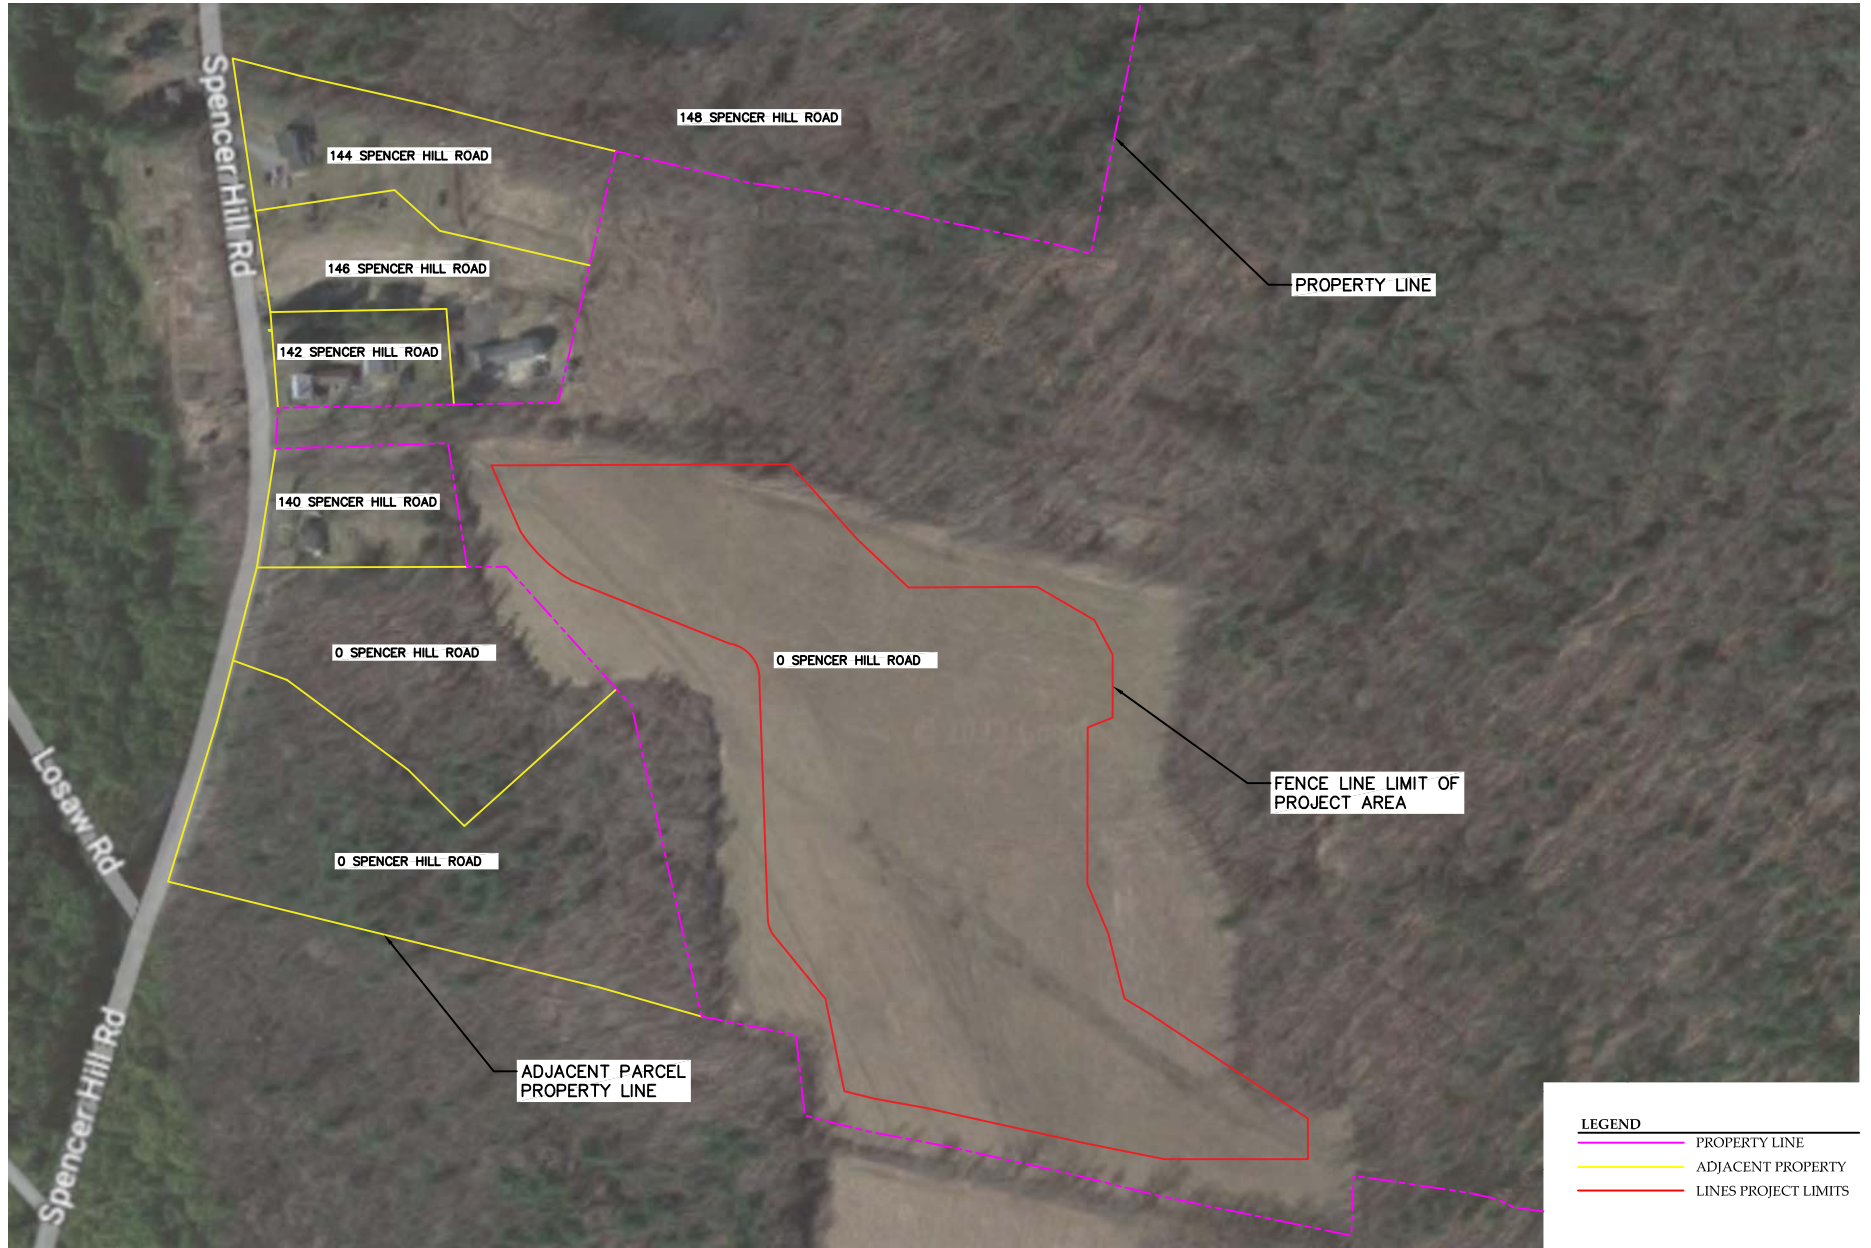 Spencer Hill Rd
148 SPENCER HILL ROAD
144 SPENCER HILL ROAD
146 SPENCER HILL ROAD
PROPERTY LINE
142 SPENCER HILL ROAD
140 SPENCER HILL ROAD
0 SPENCER HILL ROAD
0 SPENCER HILL ROAD
FENCE LINE LIMIT OF
PROJECT AREA
Losaw Rd
0 SPENCER HILL ROAD
Spencer Hill Rd
ADJACENT PARCEL
PROPERTY LINE
LEGEND
PROPERTY LINE
ADJACENT PROPERTY
LINES PROJECT LIMITS